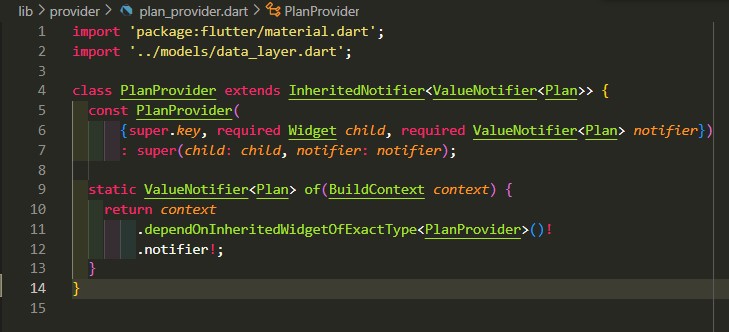 lib > provider > plan_provider.dart > PlanProvider
1 import 'package:flutter/material.dart';
2 import '../models/data_layer.dart';
3
4 class PlanProvider extends InheritedNotifier<ValueNotifier<Plan>> {
5   const PlanProvider(
6       {super.key, required Widget child, required ValueNotifier<Plan> notifier})
7       : super(child: child, notifier: notifier);
8
9   static ValueNotifier<Plan> of(BuildContext context) {
10     return context
11         .dependOnInheritedWidgetOfExactType<PlanProvider>()!
12         .notifier!;
13   }
14 }
15